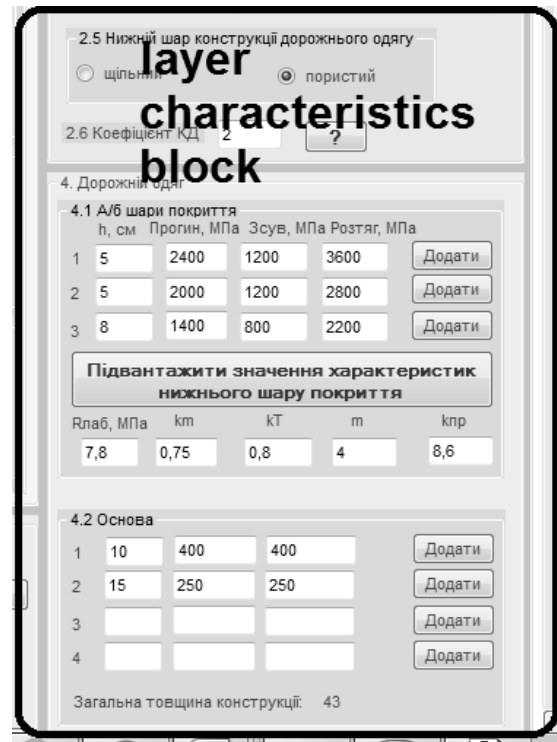 2.5 Нижній шар конструкції дорожнього одягу
layer
щільний пористий
characteristics
2.6 Коефіцієнт КД 2 ?
block
4. Дорожній одяг
4.1 А/б шари покриття
h, см Прогин, МПа Зсув, МПа Розтяг, МПа
1 5 2400 1200 3600 Додати
2 5 2000 1200 2800 Додати
3 8 1400 800 2200 Додати
Підвантажити значення характеристик
нижнього шару покриття
Rлаб, МПа km kT m knp
7,8 0,75 0,8 4 8,6
4.2 Основа
1 10 400 400 Додати
2 15 250 250 Додати
3 Додати
4 Додати
Загальна товщина конструкції: 43